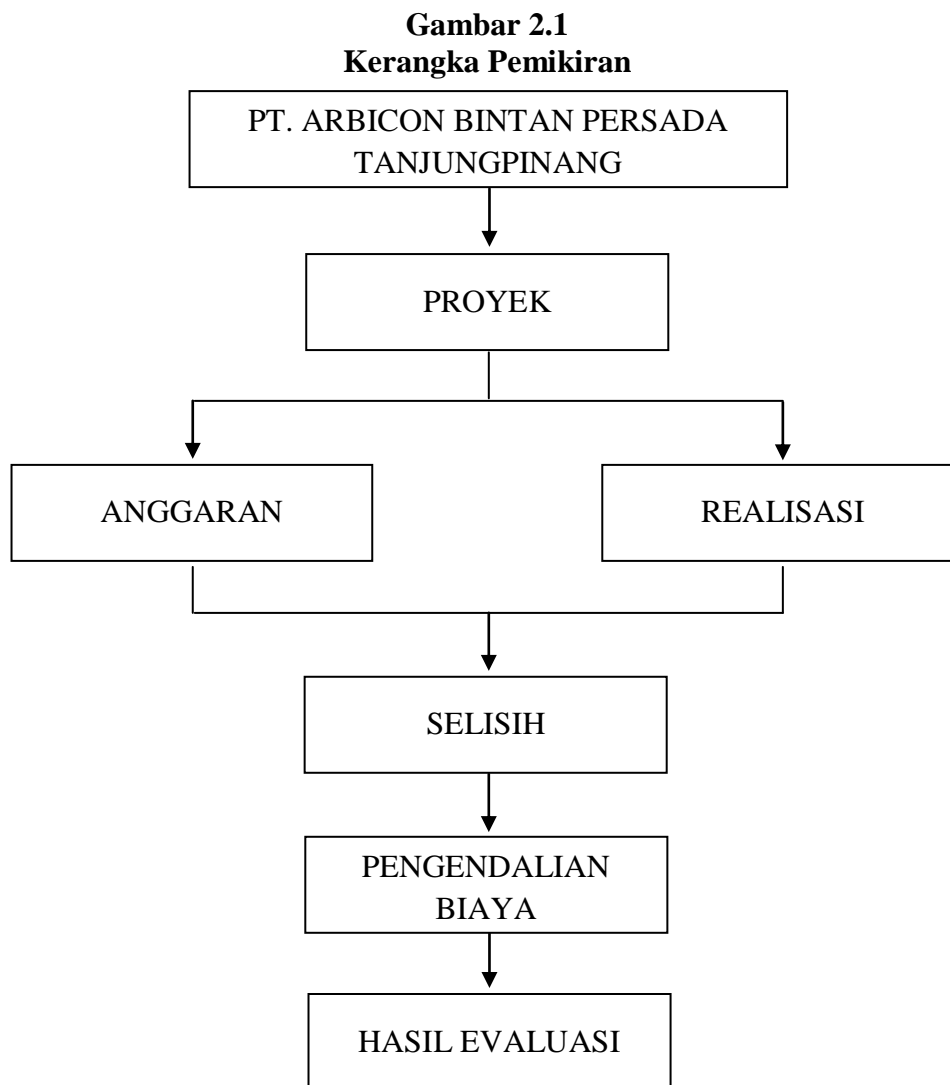 Gambar 2.1
Kerangka Pemikiran
PT. ARBICON BINTAN PERSADA
TANJUNGPINANG
PROYEK
ANGGARAN
REALISASI
SELISIH
PENGENDALIAN
BIAYA
HASIL EVALUASI